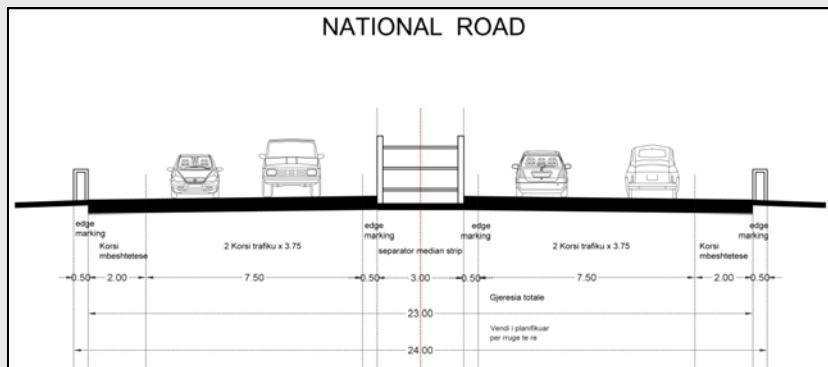 NATIONAL ROAD
edge
marking
Korsi
mbeshtetese
2 Korsi trafiku x 3.75
edge
marking
separator median strip
edge
marking
2 Korsi trafiku x 3.75
Korsi
mbeshtetese
edge
marking
0.50 2.00 7.50 0.50 3.00 0.50 7.50 2.00 0.50
Gjeresia totale
23.00
Vendi i planifikuar
per rruge te re
24.00